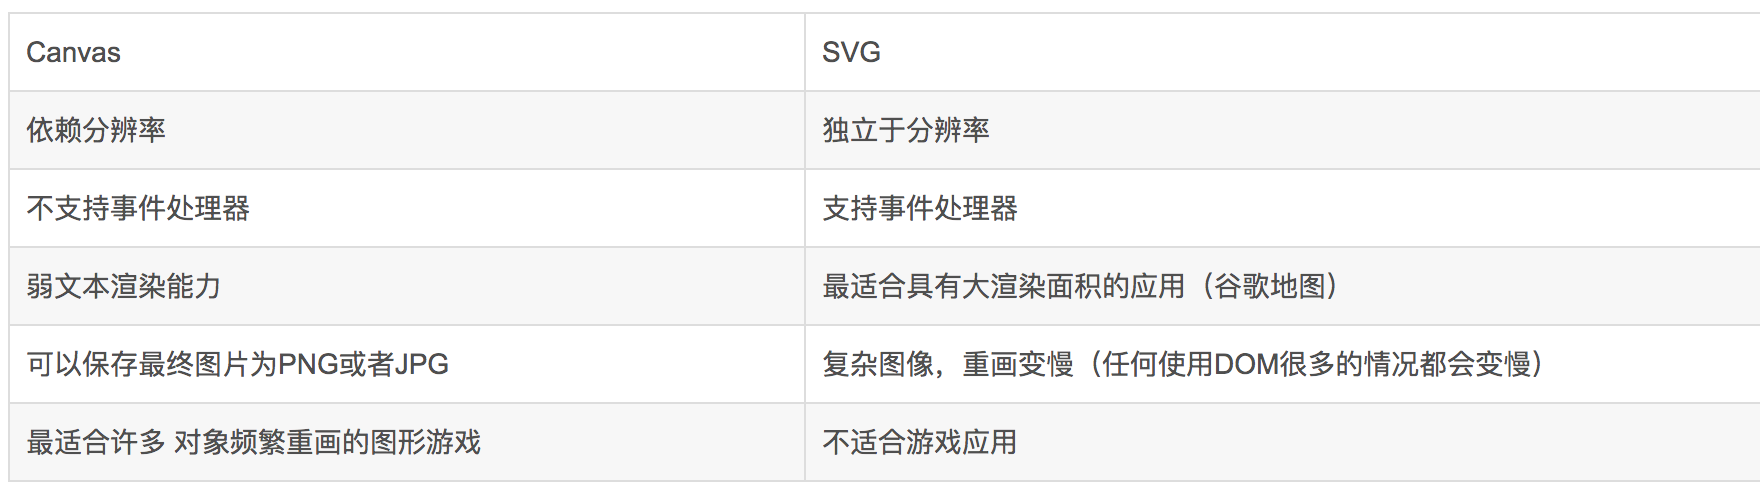 Canvas
SVG
依赖分辨率
独立于分辨率
不支持事件处理器
支持事件处理器
弱文本渲染能力
最适合具有大渲染面积的应用（谷歌地图）
可以保存最终图片为PNG或者JPG
复杂图像，重画变慢（任何使用DOM很多的情况都会变慢）
最适合许多 对象频繁重画的图形游戏
不适合游戏应用